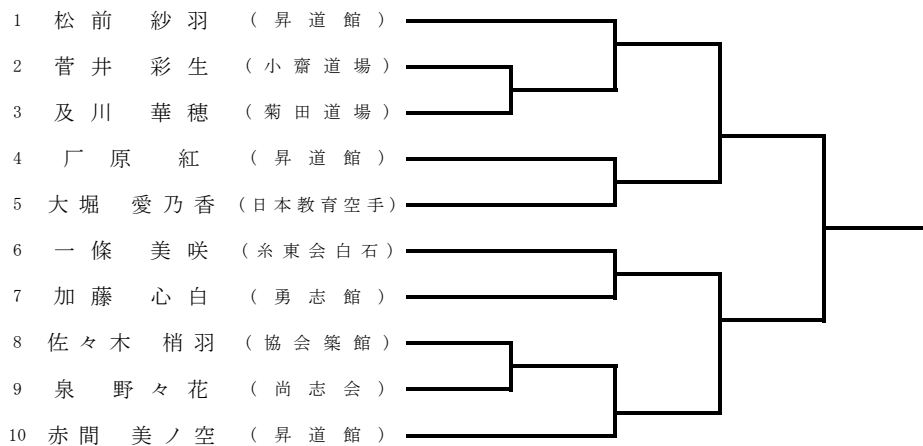 1 松前 紗羽 (昇道館)
2 菅井 彩生 (小齋道場)
3 及川 華穂 (菊田道場)
4 厂原 紅 (昇道館)
5 大堀 愛乃香 (日本教育空手)
6 一條 美咲 (糸東会白石)
7 加藤 心白 (勇志館)
8 佐々木 梢羽 (協会築館)
9 泉 野々花 (尚志会)
10 赤間 美ノ空 (昇道館)